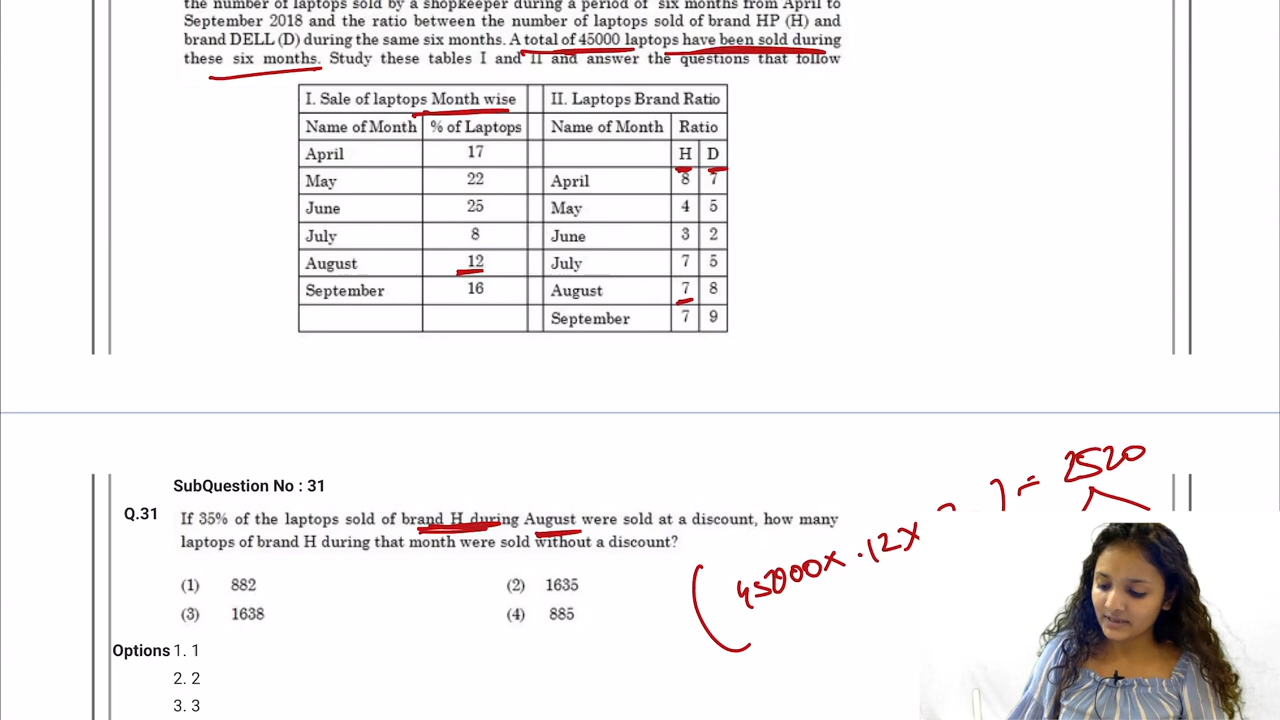 the number of laptops sold by a shopkeeper during a period of six months from April to
September 2018 and the ratio between the number of laptops sold of brand HP (H) and
brand DELL (D) during the same six months. A total of 45000 laptops have been sold during
these six months. Study these tables I and II and answer the questions that follow
I. Sale of laptops Month wise II. Laptops Brand Ratio
Name of Month % of Laptops Name of Month Ratio
April 17 H D
May 22 April 8 7
June 25 May 4 5
July 8 June 3 2
August 12 July 7 5
September 16 August 7 8
September 7 9
SubQuestion No : 31
Q.31 If 35% of the laptops sold of brand H during August were sold at a discount, how many
laptops of brand H during that month were sold without a discount?
(1) 882 (2) 1635
(3) 1638 (4) 885
Options 1. 1
2. 2
3. 3
(45000x .12x ) = 2520